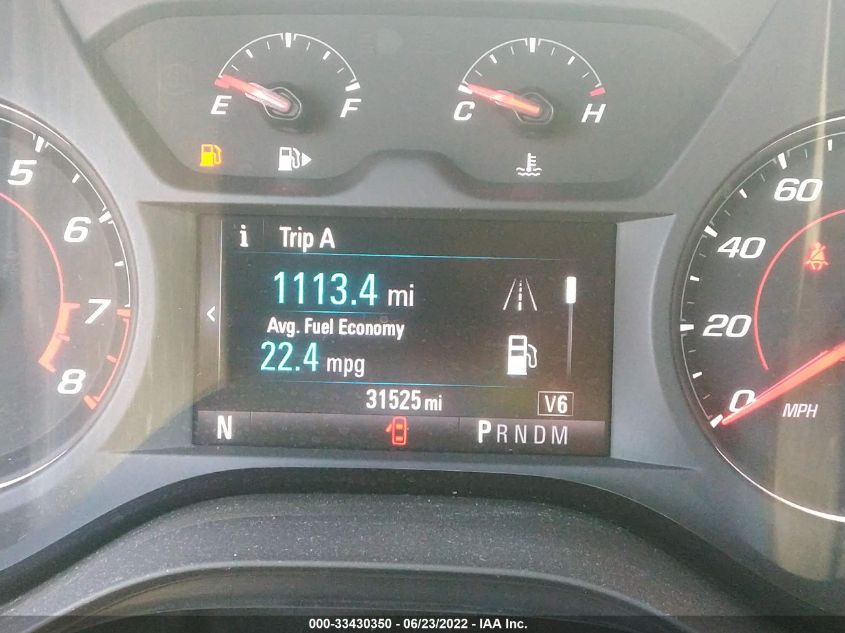 E F
C H
5
6
7
8
i Trip A
1113.4 mi
<
Avg. Fuel Economy
22.4 mpg
31525 mi V6
N PRNDM
60
40
20
0
MPH
000-33430350 - 06/23/2022 - IAA Inc.